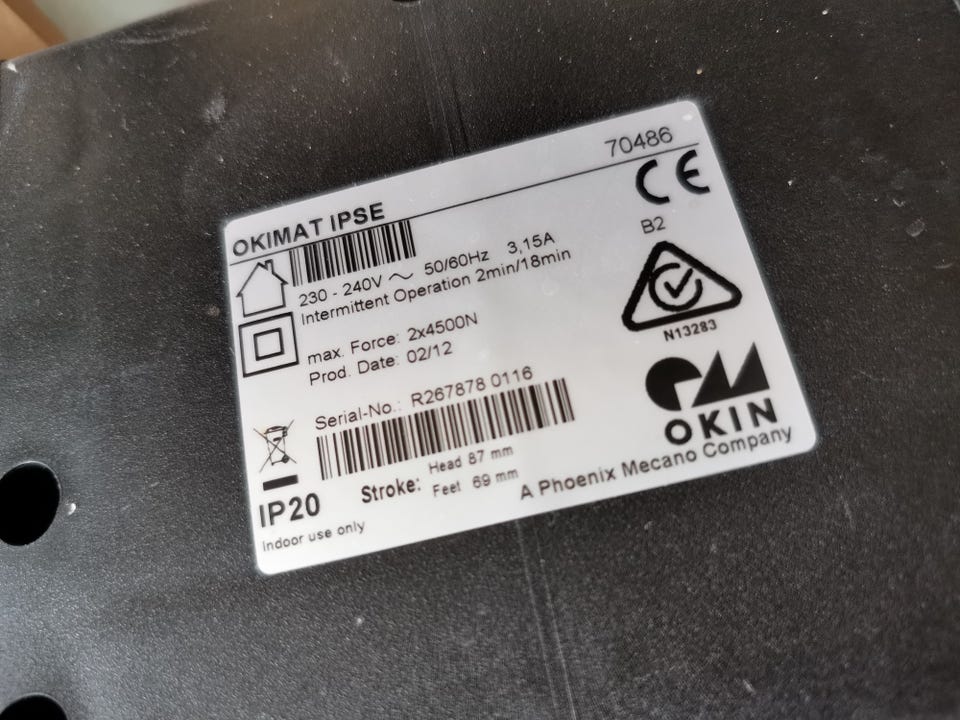 70486
OKIMAT IPSE
CE
230 - 240V ~ 50/60Hz 3,15A
Intermittent Operation 2min/18min
B2
max. Force: 2x4500N
Prod. Date: 02/12
N13283
Serial-No.: R267878 0116
OKIN
A Phoenix Mecano Company
Stroke: Head 87 mm
Feet 69 mm
IP20
Indoor use only